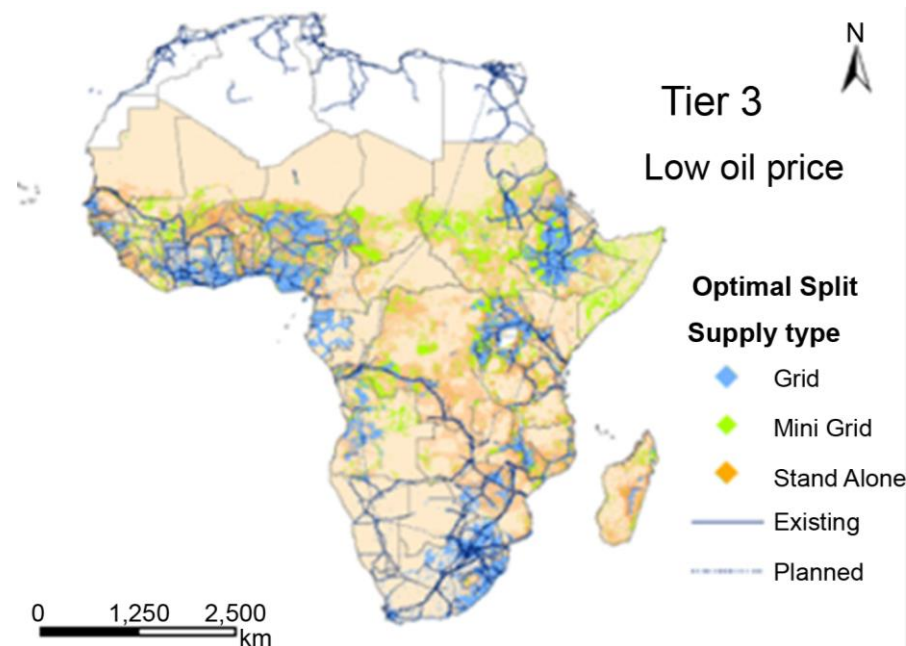 N
Tier 3
Low oil price
Optimal Split
Supply type
Grid
Mini Grid
Stand Alone
Existing
Planned
0 1,250 2,500
km